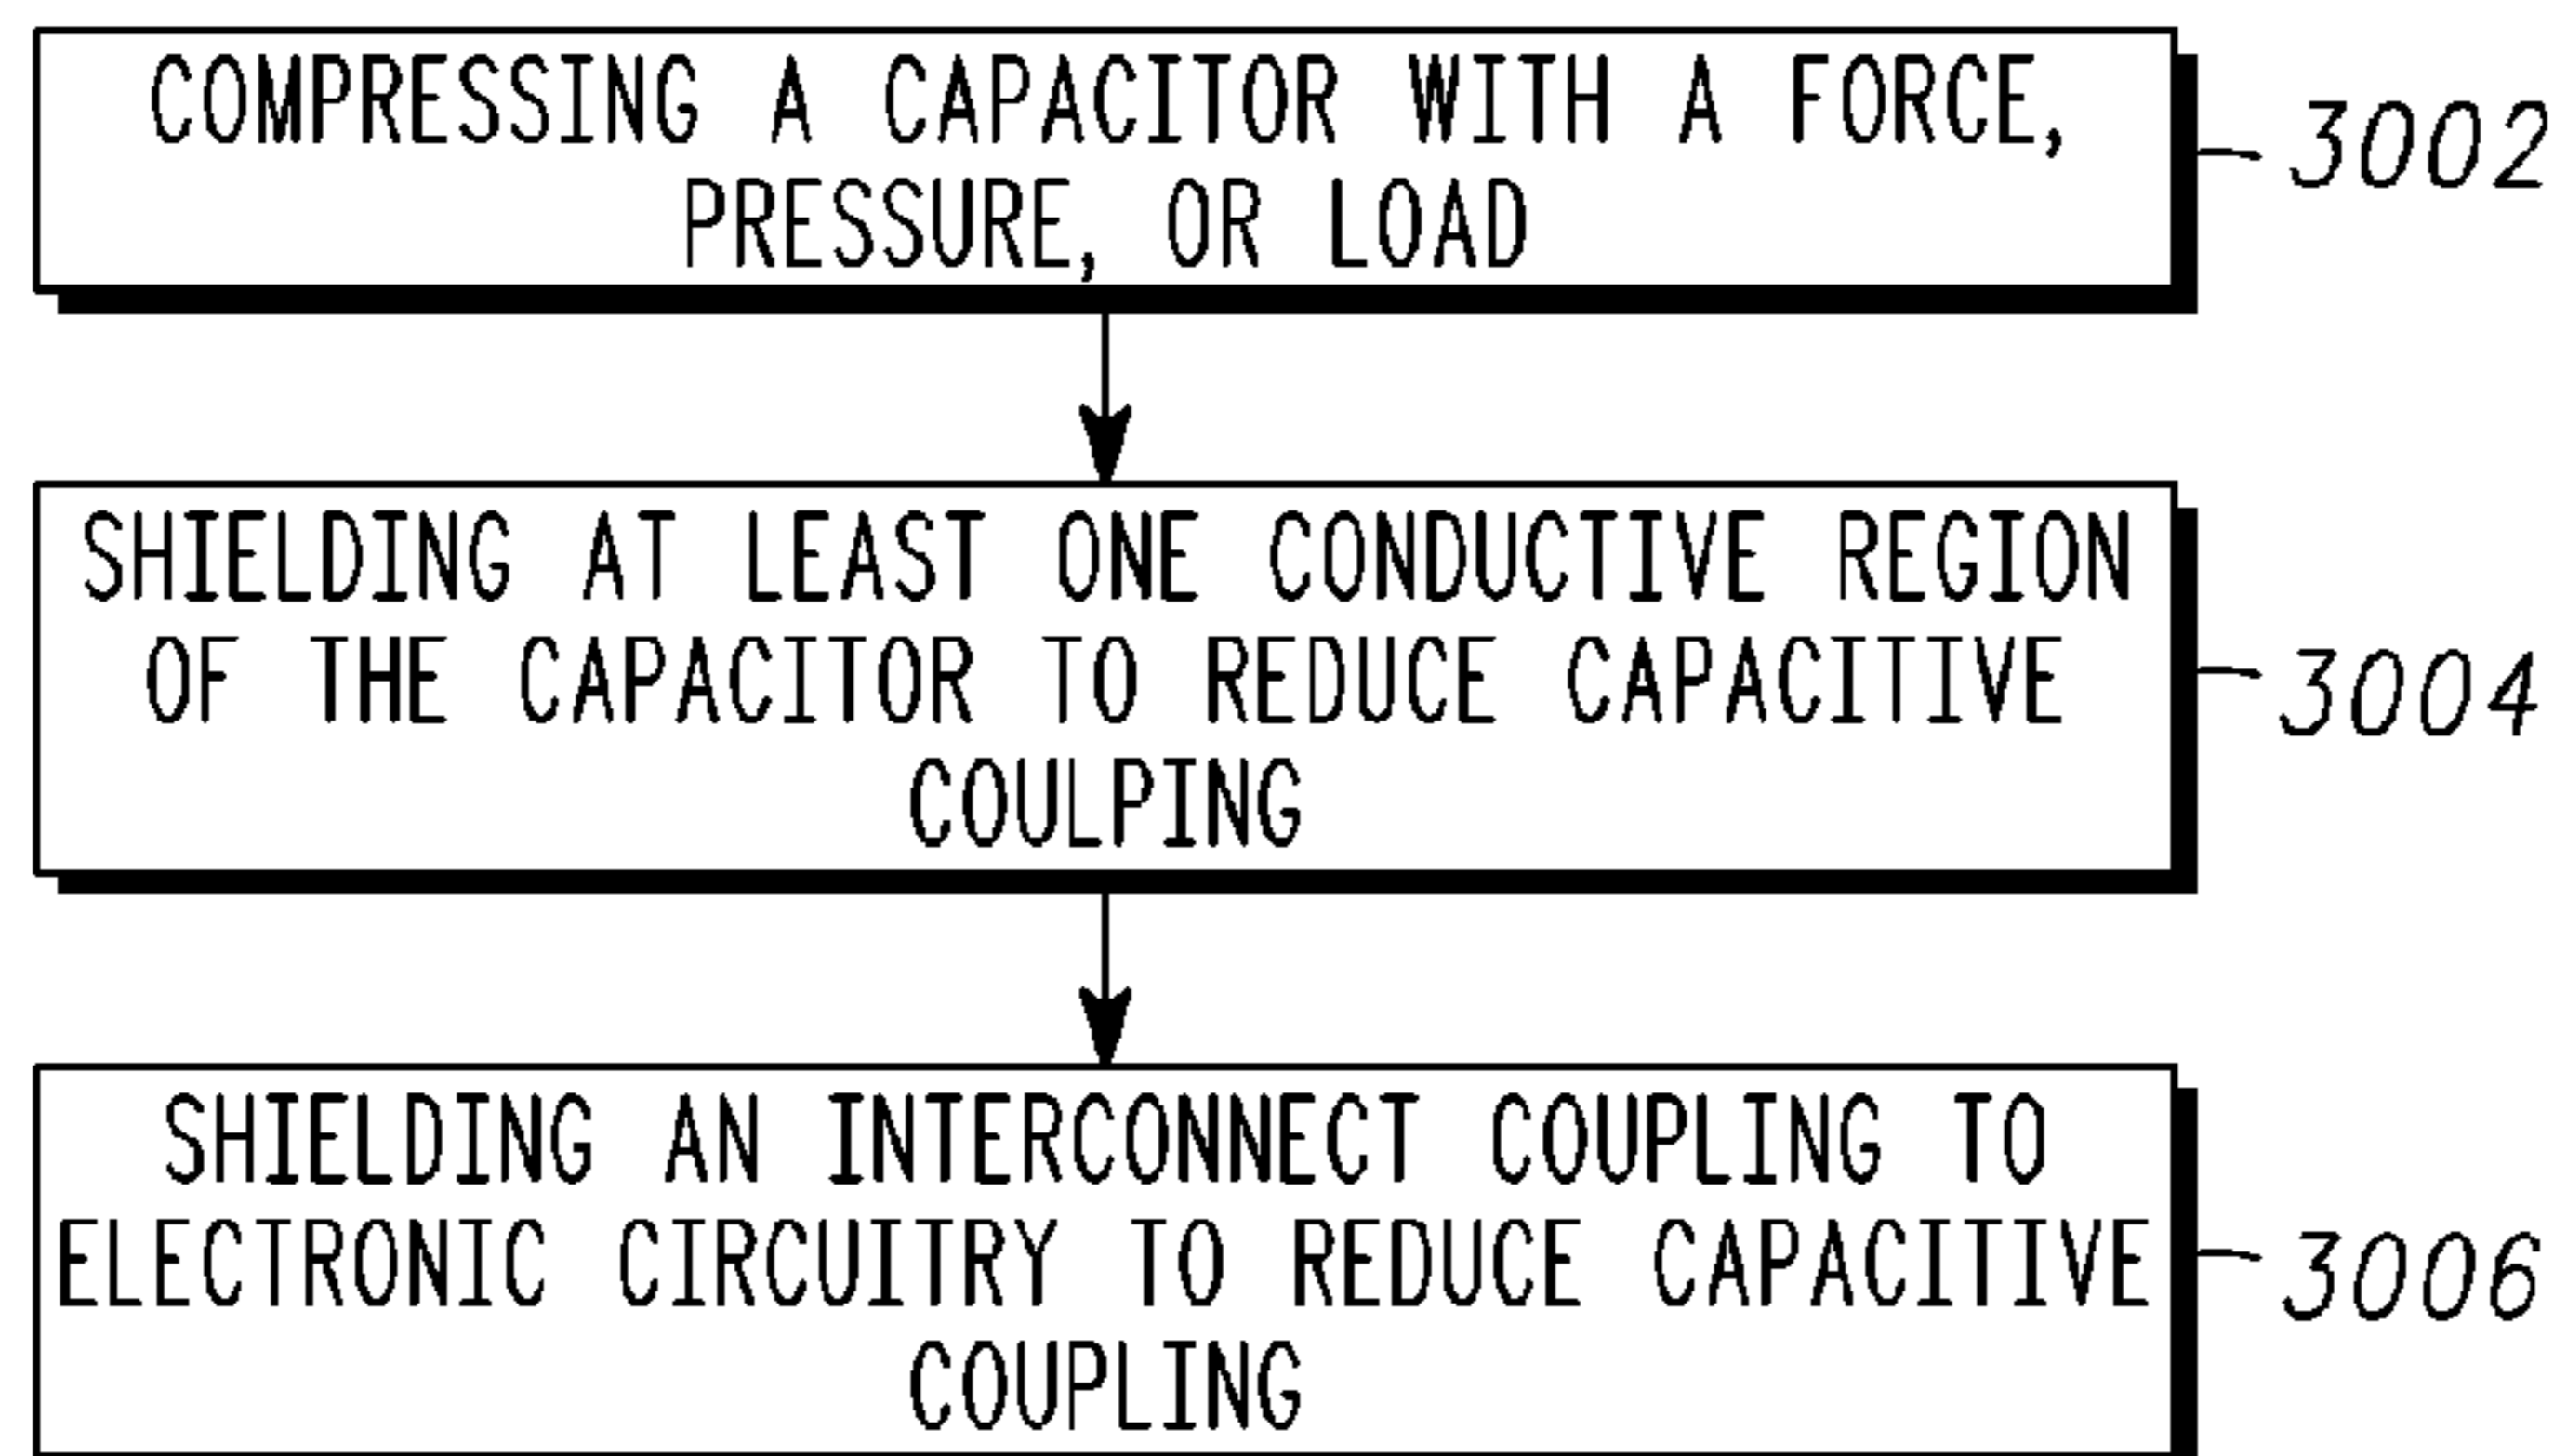 COMPRESSING A CAPACITOR WITH A FORCE,
PRESSURE, OR LOAD
3002
SHIELDING AT LEAST ONE CONDUCTIVE REGION
OF THE CAPACITOR TO REDUCE CAPACITIVE
COULPING
3004
SHIELDING AN INTERCONNECT COUPLING TO
ELECTRONIC CIRCUITRY TO REDUCE CAPACITIVE
COUPLING
3006